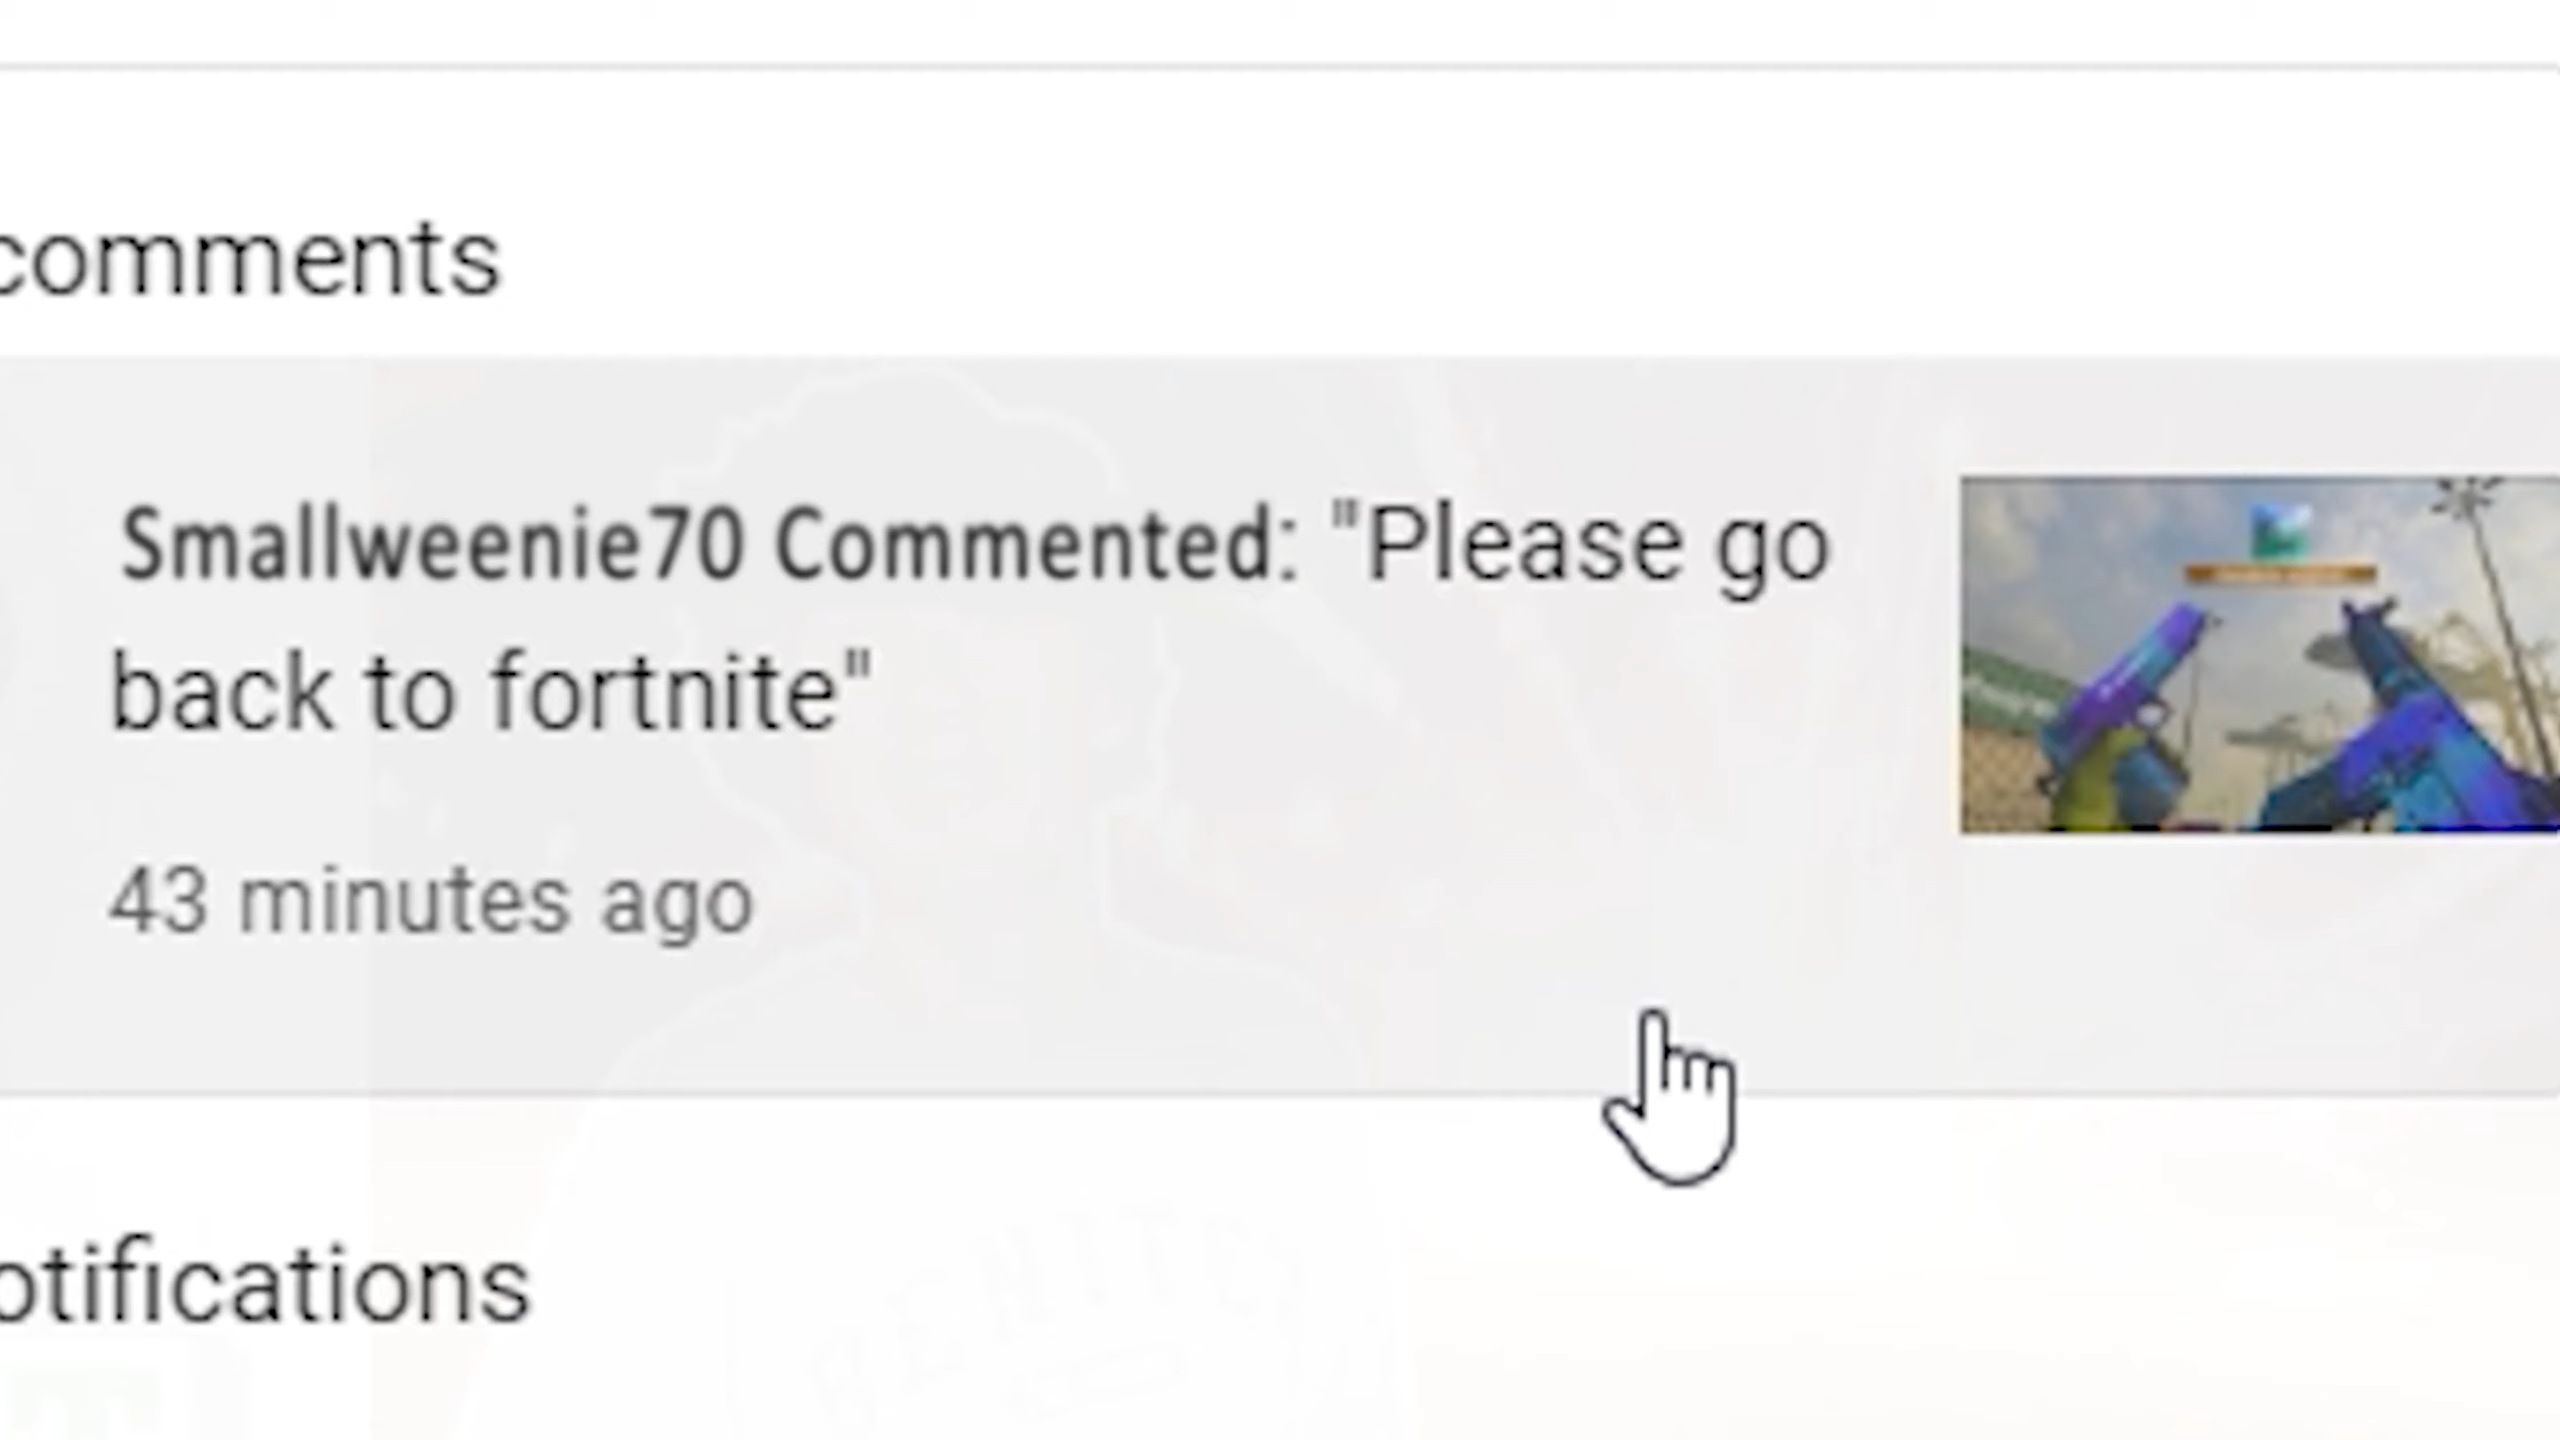 comments
Smallweenie70 Commented: "Please go
back to fortnite"
43 minutes ago
otifications